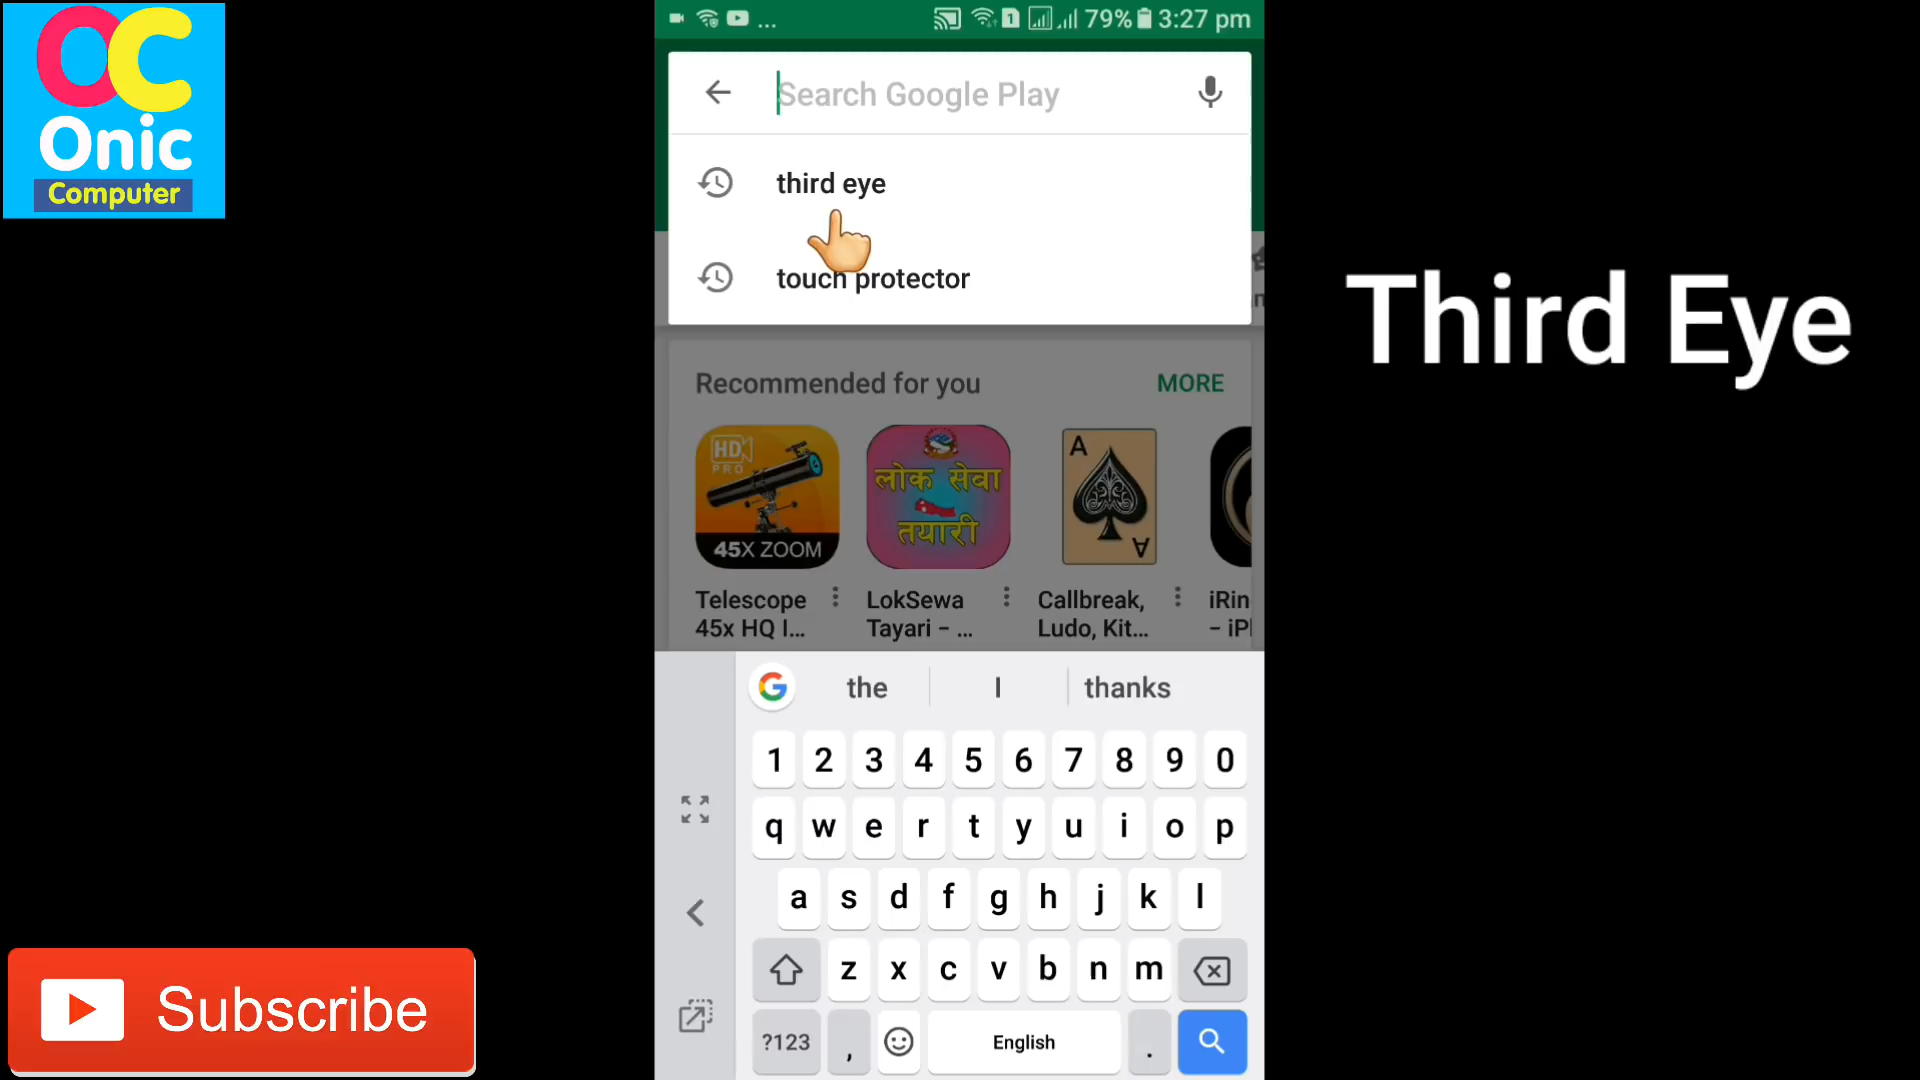 OC
Onic
Computer
... 1 79% 3:27 pm
Search Google Play
third eye
touch protector
Third Eye
Recommended for you MORE
HD
PRO
45X ZOOM
लोक सेवा
तयारी
A
A
Telescope
45x HQ I...
LokSewa
Tayari – ...
Callbreak,
Ludo, Kit...
iRin
– iPl
G the I thanks
1 2 3 4 5 6 7 8 9 0
q w e r t y u i o p
a s d f g h j k l
z x c v b n m
?123 , English .
Subscribe